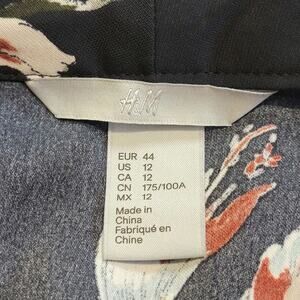 H&M
EUR 44
US 12
CA 12
CN 175/100A
MX 12
Made in
China
Fabriqué en
Chine